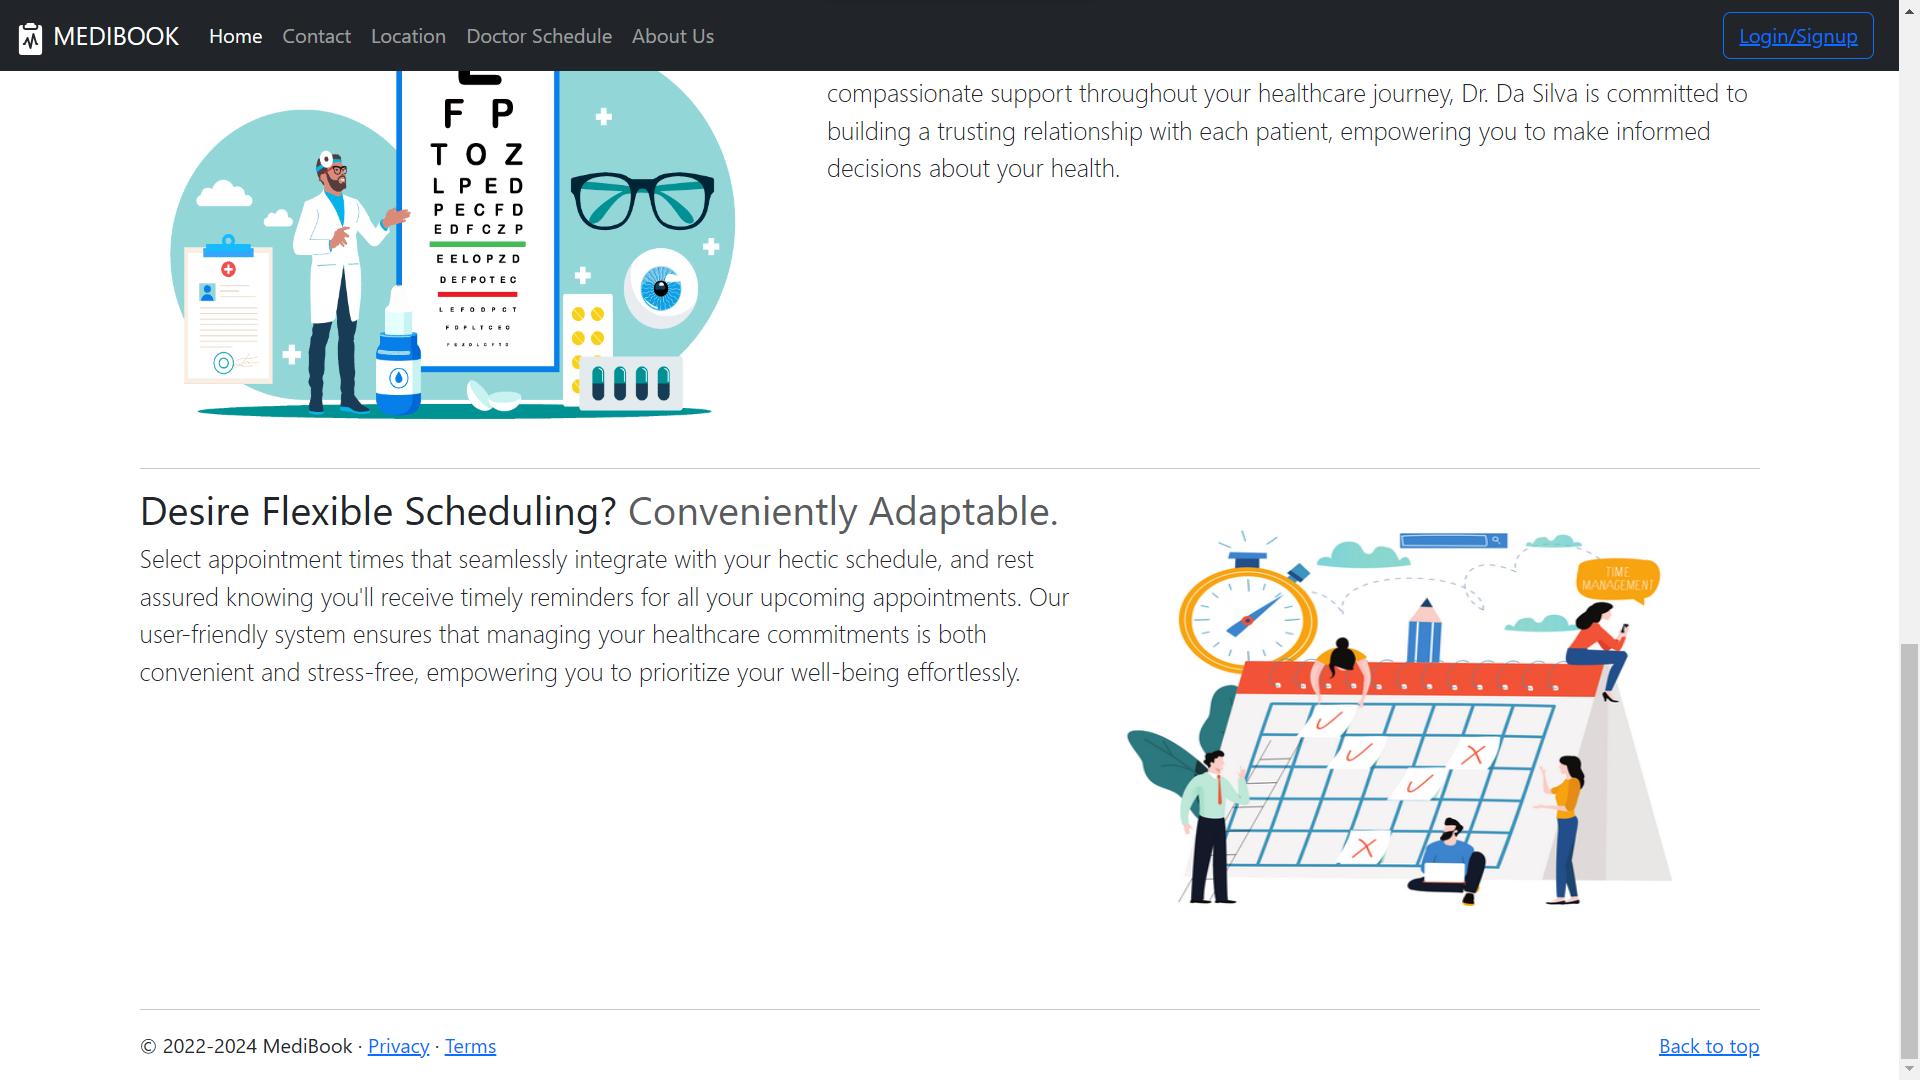 MEDIBOOK Home Contact Location Doctor Schedule About Us Login/Signup
E
F P
T O Z
L P E D
P E C F D
E D F C Z P
E E L O P Z D
D E F P O T E C
L E F O D P C T
F D P L T C E O
compassionate support throughout your healthcare journey, Dr. Da Silva is committed to
building a trusting relationship with each patient, empowering you to make informed
decisions about your health.
Desire Flexible Scheduling? Conveniently Adaptable.
Select appointment times that seamlessly integrate with your hectic schedule, and rest
assured knowing you'll receive timely reminders for all your upcoming appointments. Our
user-friendly system ensures that managing your healthcare commitments is both
convenient and stress-free, empowering you to prioritize your well-being effortlessly.
TIME
MANAGEMENT
© 2022-2024 MediBook · Privacy · Terms
Back to top